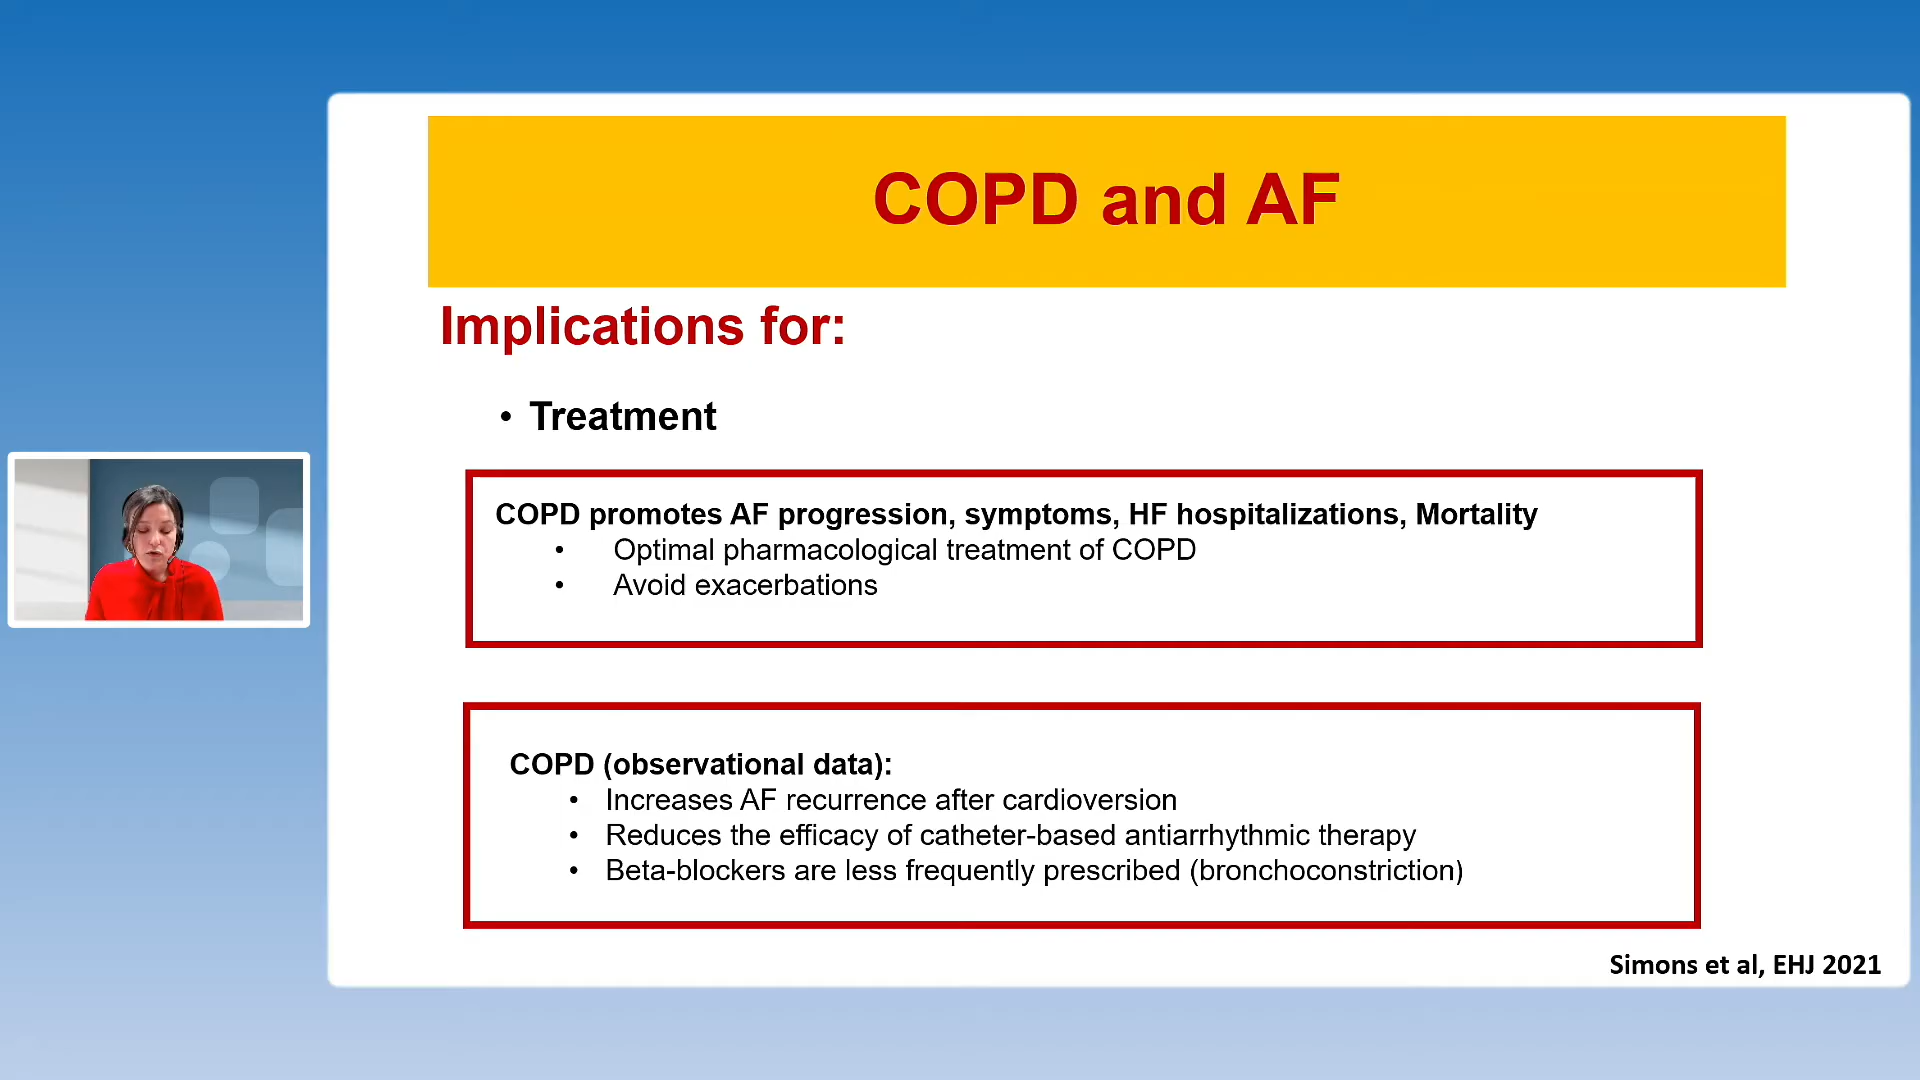 COPD and AF
Implications for:
• Treatment
COPD promotes AF progression, symptoms, HF hospitalizations, Mortality
• Optimal pharmacological treatment of COPD
• Avoid exacerbations
COPD (observational data):
• Increases AF recurrence after cardioversion
• Reduces the efficacy of catheter-based antiarrhythmic therapy
• Beta-blockers are less frequently prescribed (bronchoconstriction)
Simons et al, EHJ 2021